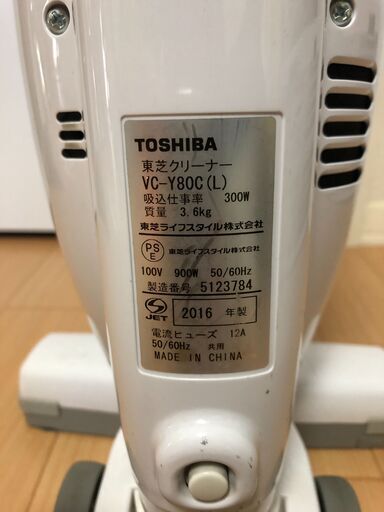 TOSHIBA
東芝クリーナー
VC-Y80C(L)
吸込仕事率 300W
質量 3.6kg
東芝ライフスタイル株式会社
PS E 東芝ライフスタイル株式会社
100V 900W 50/60Hz
製造番号 5123784
S JET 2016 年製
電流ヒューズ 12A
50/60Hz 共用
MADE IN CHINA